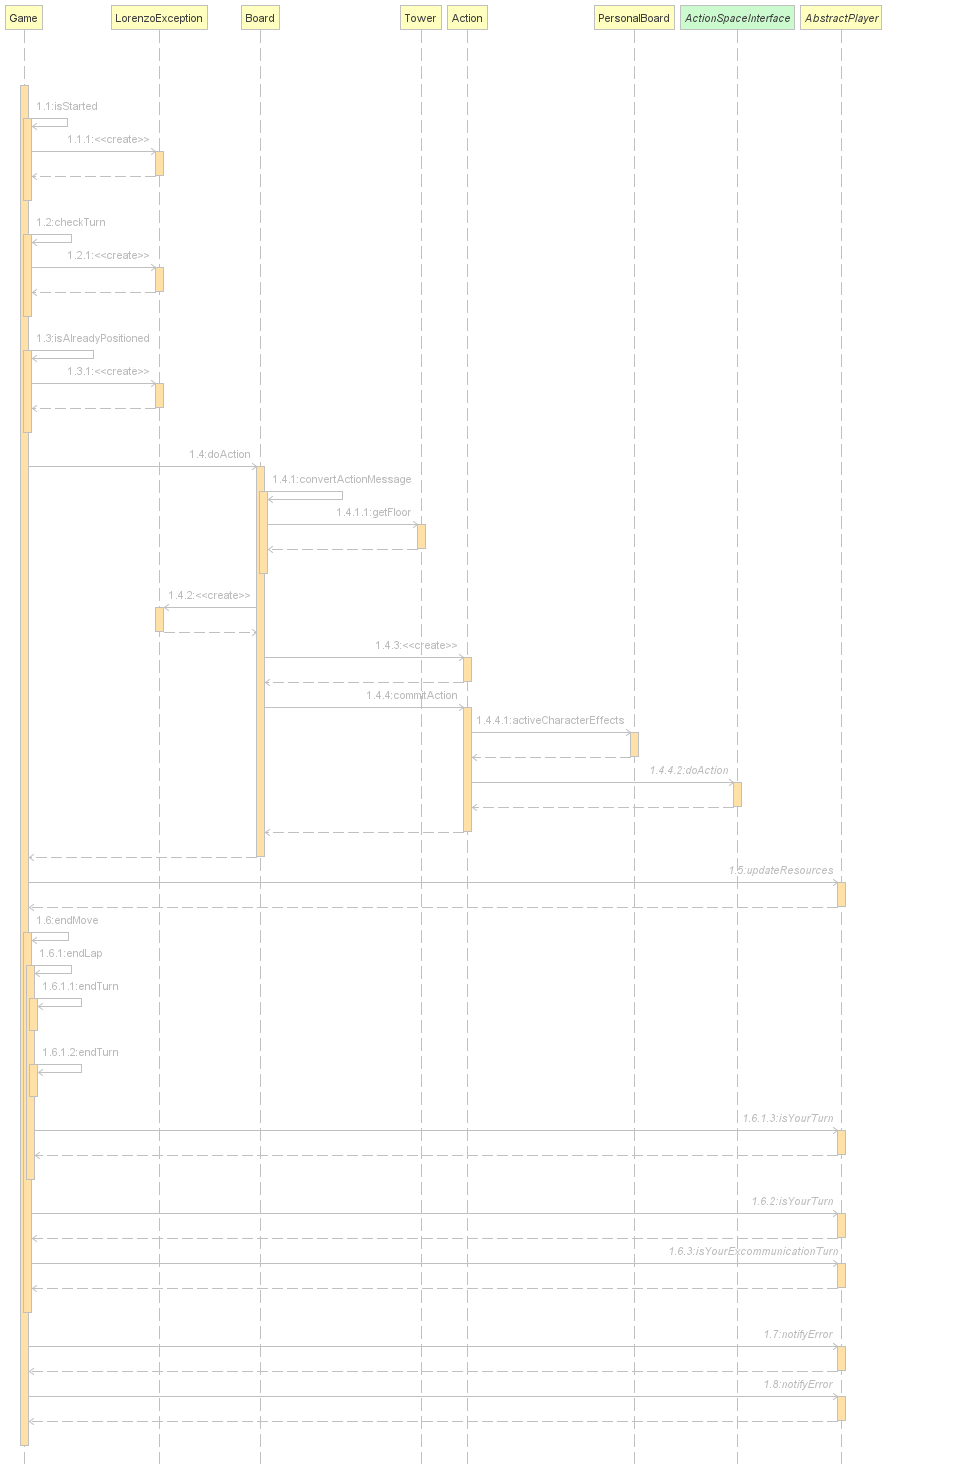 Game
LorenzoException
Board
Tower
Action
PersonalBoard
ActionSpaceInterface
AbstractPlayer
1.1:isStarted
1.1.1:<<create>>
1.2:checkTurn
1.2.1:<<create>>
1.3:isAlreadyPositioned
1.3.1:<<create>>
1.4:doAction
1.4.1:convertActionMessage
1.4.1.1:getFloor
1.4.2:<<create>>
1.4.3:<<create>>
1.4.4:commitAction
1.4.4.1:activeCharacterEffects
1.4.4.2:doAction
1.5:updateResources
1.6:endMove
1.6.1:endLap
1.6.1.1:endTurn
1.6.1.2:endTurn
1.6.1.3:isYourTurn
1.6.2:isYourTurn
1.6.3:isYourExcommunicationTurn
1.7:notifyError
1.8:notifyError